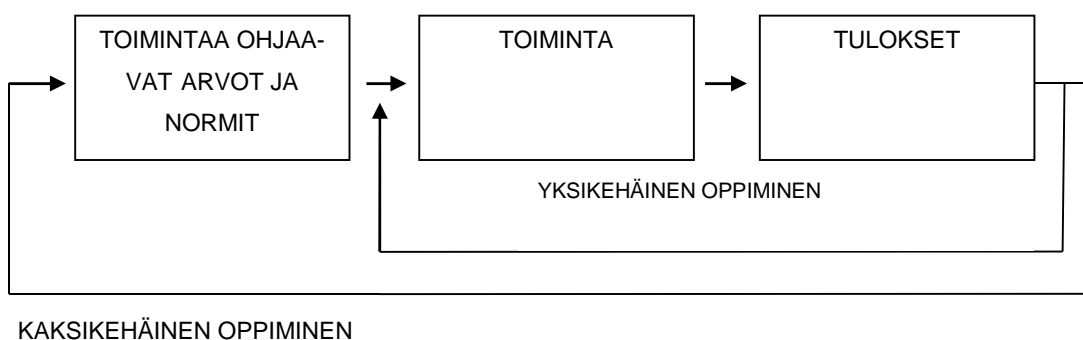 TOIMINTAA OHJAA-
VAT ARVOT JA
NORMIT
TOIMINTA
TULOKSET
YKSIKEHÄINEN OPPIMINEN
KAKSIKEHÄINEN OPPIMINEN